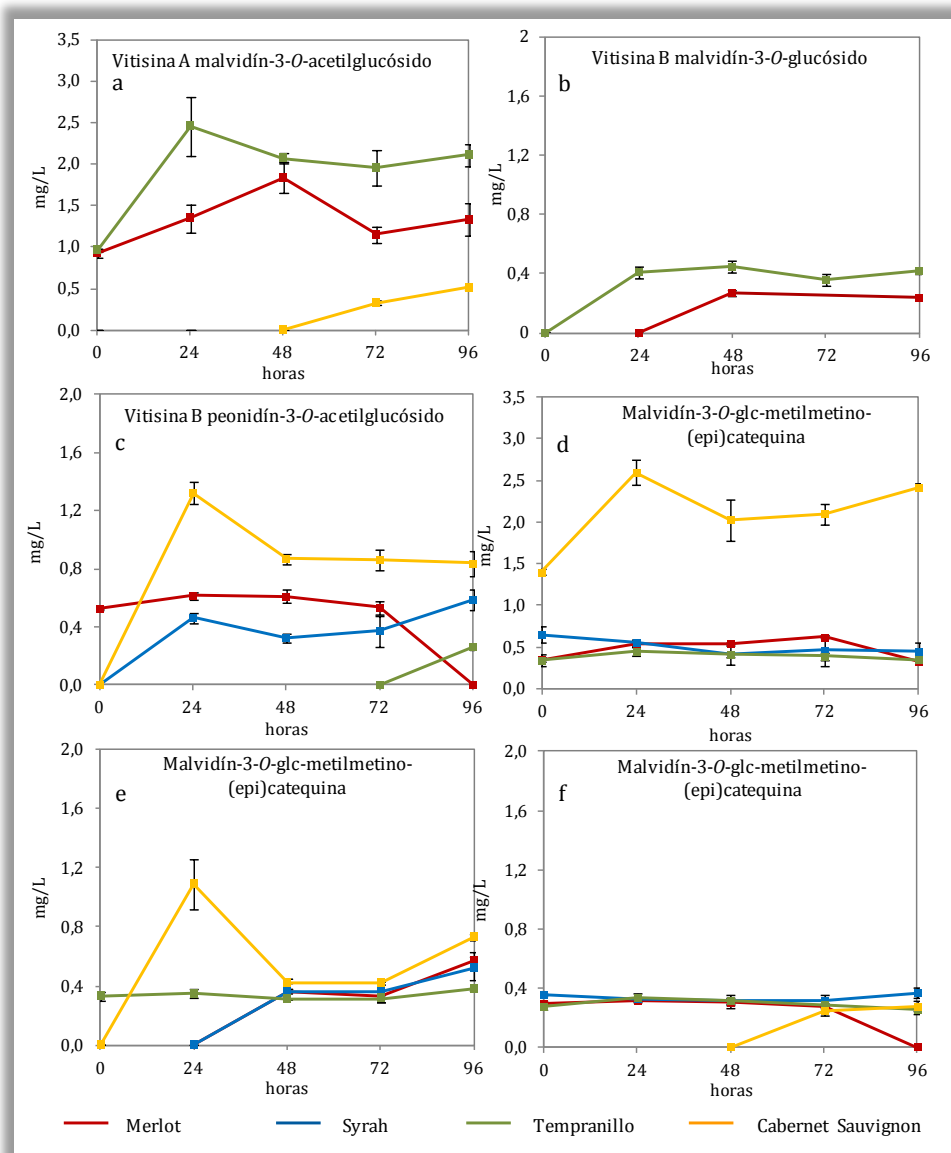 Vitisina A malvidín-3-O-acetilglucósido
a
3,5
3,0
2,5
2,0
1,5
1,0
0,5
0,0
mg/L
0 24 48 72 96
horas
Vitisina B malvidín-3-O-glucósido
b
2
1,6
1,2
0,8
0,4
0
mg/L
0 24 48 72 96
horas
Vitisina B peonidín-3-O-acetilglucósido
c
2,0
1,6
1,2
0,8
0,4
0,0
mg/L
0 24 48 72 96
horas
Malvidín-3-O-glc-metilmetino-
(epi)catequina
d
3,5
3,0
2,5
2,0
1,5
1,0
0,5
0,0
mg/L
0 24 48 72 96
horas
Malvidín-3-O-glc-metilmetino-
(epi)catequina
e
2,0
1,6
1,2
0,8
0,4
0,0
mg/L
0 24 48 72 96
horas
Malvidín-3-O-glc-metilmetino-
(epi)catequina
f
2,0
1,6
1,2
0,8
0,4
0,0
mg/L
0 24 48 72 96
horas
Merlot Syrah Tempranillo Cabernet Sauvignon